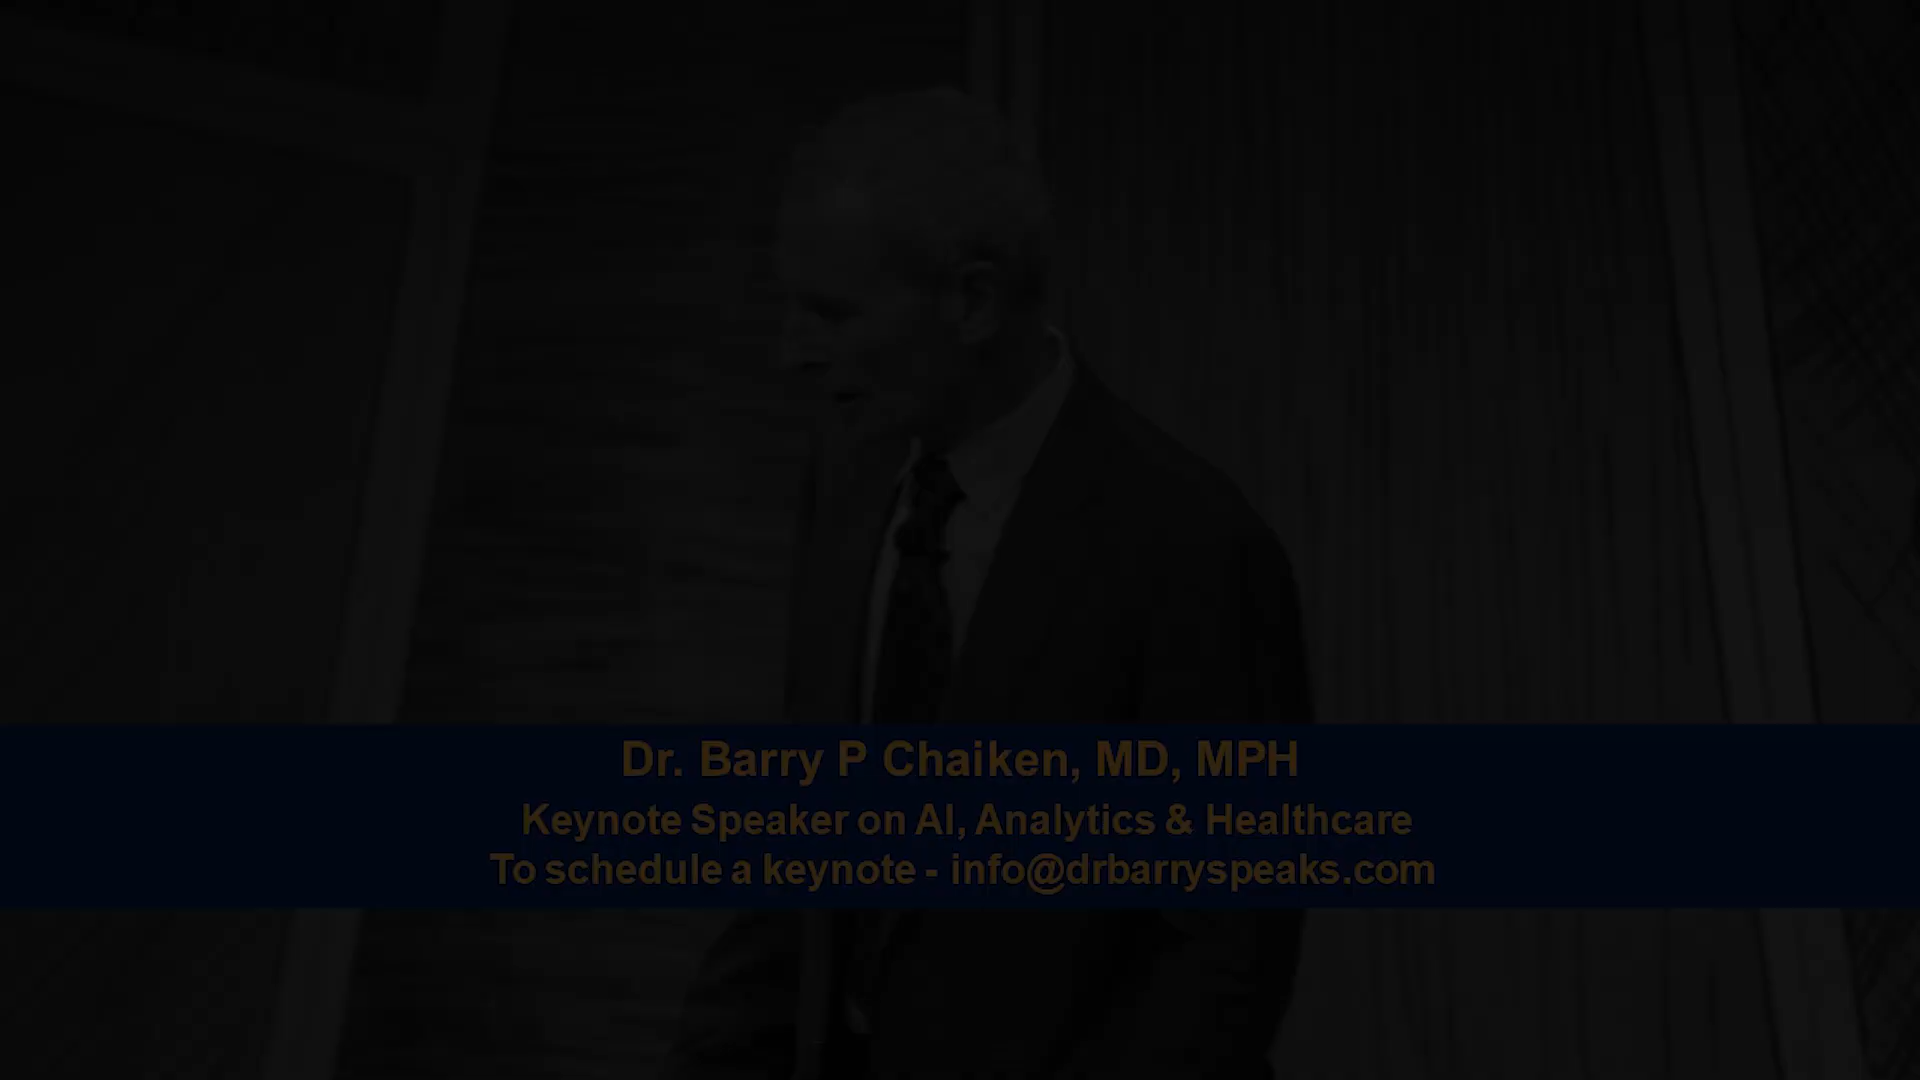 Dr. Barry P Chaiken, MD, MPH
Keynote Speaker on AI, Analytics & Healthcare
To schedule a keynote - info@drbarryspeaks.com